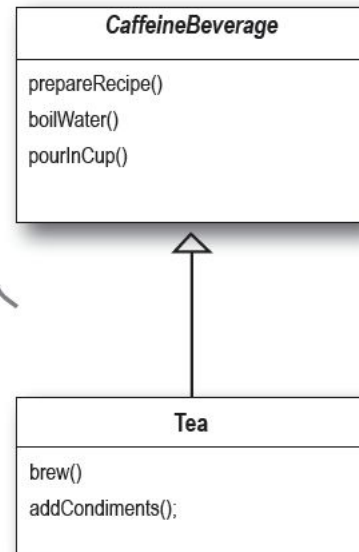 CaffeineBeverage
prepareRecipe()
boilWater()
pourInCup()
Tea
brew()
addCondiments();